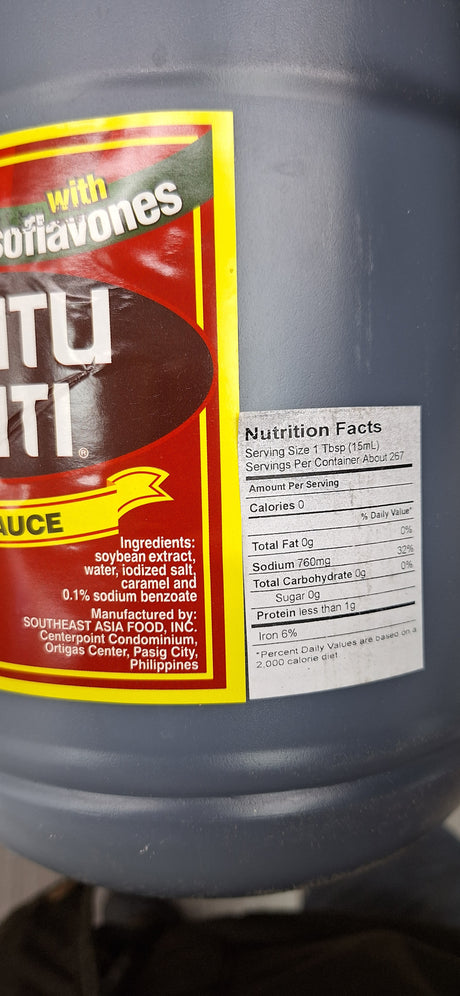 with
soflavones
ITU
ITI®
AUCE
Ingredients:
soybean extract,
water, iodized salt,
caramel and
0.1% sodium benzoate
Manufactured by:
SOUTHEAST ASIA FOOD, INC.
Centerpoint Condominium,
Ortigas Center, Pasig City,
Philippines
Nutrition Facts
Serving Size 1 Tbsp (15mL)
Servings Per Container About 267
Amount Per Serving
Calories 0
% Daily Value*
Total Fat 0g 0%
Sodium 760mg 32%
Total Carbohydrate 0g 0%
Sugar 0g
Protein less than 1g
Iron 6%
*Percent Daily Values are based on a
2,000 calorie diet.